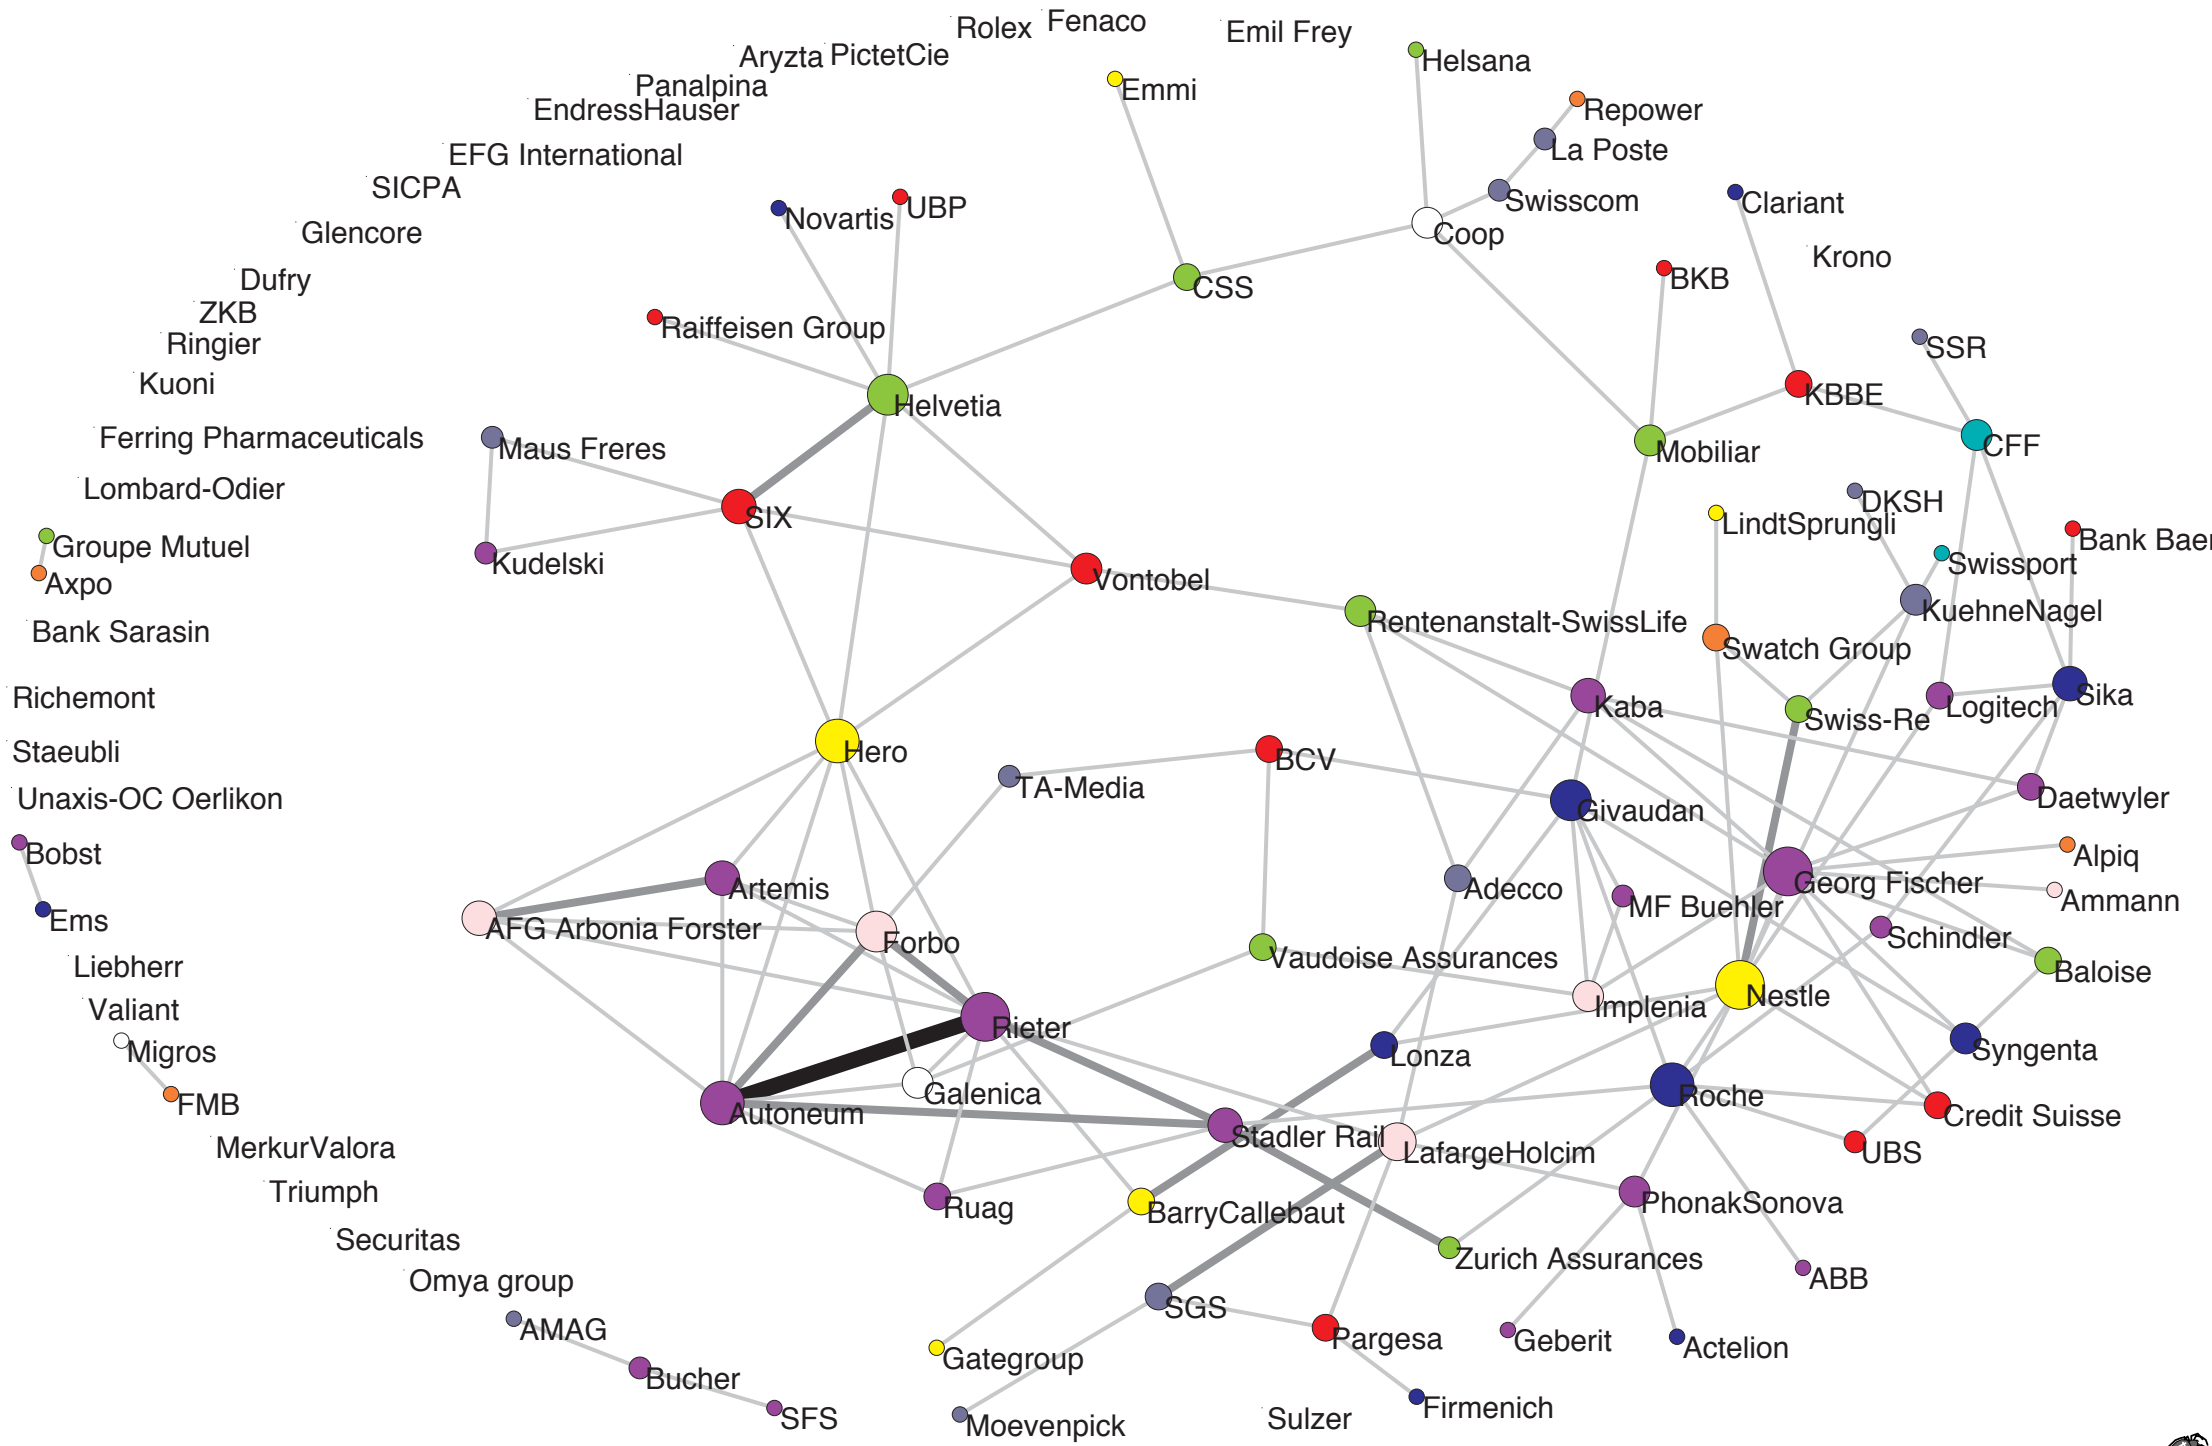 Rolex
Fenaco
Emil Frey
Aryzta
PictetCie
Helsana
Panalpina
Emmi
EndressHauser
Repower
La Poste
EFG International
SICPA
Swisscom
Clariant
UBP
Novartis
Glencore
Coop
Krono
Dufry
BKB
CSS
ZKB
Raiffeisen Group
Ringier
SSR
Kuoni
KBBE
Helvetia
Ferring Pharmaceuticals
Maus Freres
Mobiliar
CFF
Lombard-Odier
DKSH
SIX
LindtSprungli
Groupe Mutuel
Bank Baer
Kudelski
Swissport
Axpo
Vontobel
KuehneNagel
Rentenanstalt-SwissLife
Bank Sarasin
Swatch Group
Richemont
Sika
Kaba
Logitech
Swiss-Re
Staeubli
Hero
BCV
TA-Media
Unaxis-OC Oerlikon
Daetwyler
Givaudan
Bobst
Alpiq
Georg Fischer
Artemis
Adecco
Ammann
MF Buehler
Ems
AFG Arbonia Forster
Schindler
Forbo
Vaudoise Assurances
Liebherr
Baloise
Nestle
Implenia
Valiant
Rieter
Migros
Syngenta
Lonza
Galenica
Roche
FMB
Autoneum
Credit Suisse
Stadler Rail
MerkurValora
LafargeHolcim
UBS
Triumph
PhonakSonova
Ruag
BarryCallebaut
Securitas
Zurich Assurances
Omya group
ABB
SGS
AMAG
Pargesa
Geberit
Actelion
Gategroup
Bucher
Firmenich
SFS
Sulzer
Moevenpick